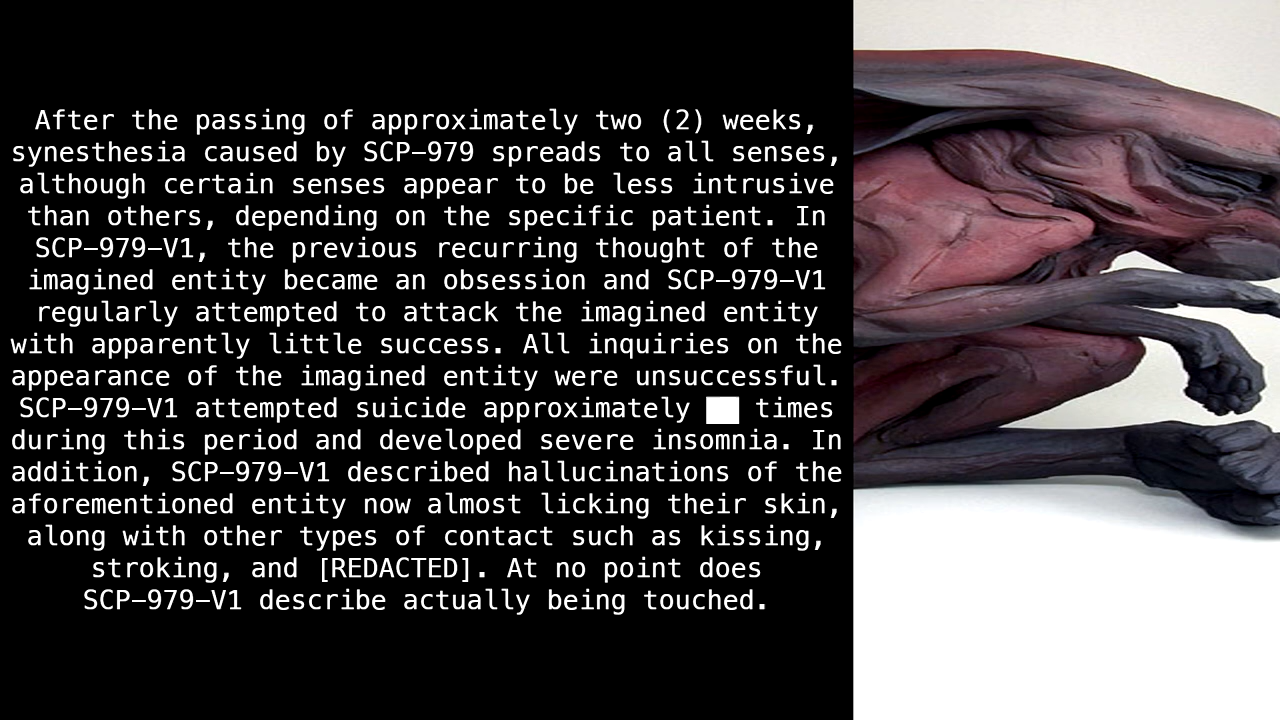 After the passing of approximately two (2) weeks,
synesthesia caused by SCP–979 spreads to all senses,
although certain senses appear to be less intrusive
than others, depending on the specific patient. In
SCP–979–V1, the previous recurring thought of the
imagined entity became an obsession and SCP–979–V1
regularly attempted to attack the imagined entity
with apparently little success. All inquiries on the
appearance of the imagined entity were unsuccessful.
SCP–979–V1 attempted suicide approximately ██ times
during this period and developed severe insomnia. In
addition, SCP–979–V1 described hallucinations of the
aforementioned entity now almost licking their skin,
along with other types of contact such as kissing,
stroking, and [REDACTED]. At no point does
SCP–979–V1 describe actually being touched.